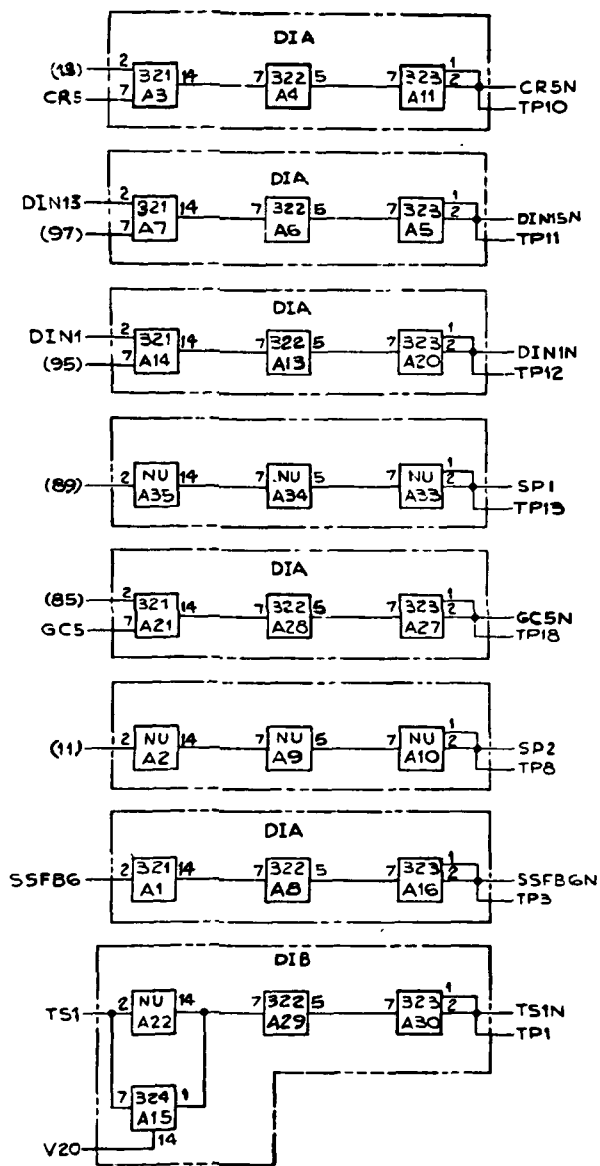 DIA
(13) 2 321 14 7 322 5 7 323 1
CR5 7 A3 A4 A11 2 CR5N
TP10
DIA
DIN13 2 321 14 7 322 5 7 323 1
(97) 7 A7 A6 A5 2 DIN15N
TP11
DIA
DIN1 2 321 14 7 322 5 7 323 1
(95) 7 A14 A13 A20 2 DIN1N
TP12
(89) 2 NU 14 7 NU 5 7 NU 1
A35 A34 A33 2 SP1
TP13
DIA
(85) 2 321 14 7 322 5 7 323 1
GC5 7 A21 A28 A27 2 GC5N
TP18
(11) 2 NU 14 7 NU 5 7 NU 1
A2 A9 A10 2 SP2
TP8
DIA
SSFB6 2 321 14 7 322 5 7 323 1
A1 A8 A16 2 SSFB6N
TP3
DIB
TS1 2 NU 14 7 322 5 7 323 1
A22 A29 A30 2 TS1N
TP1
7 324 1
A15
V20 14